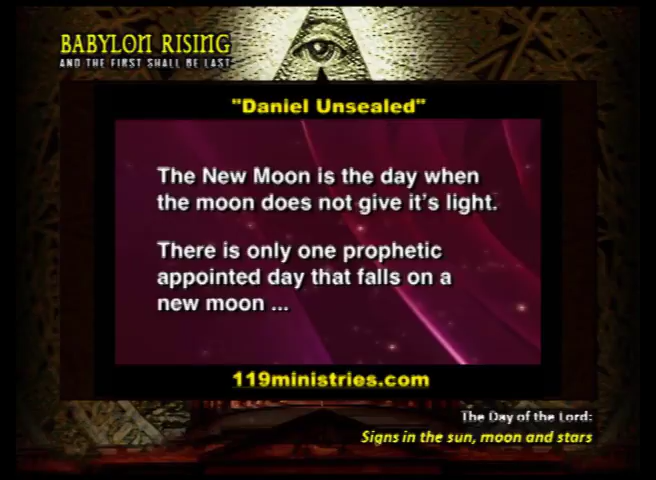 BABYLON RISING
AND THE FIRST SHALL BE LAST
"Daniel Unsealed"
The New Moon is the day when
the moon does not give it's light.
There is only one prophetic
appointed day that falls on a
new moon ...
119ministries.com
The Day of the Lord:
Signs in the sun, moon and stars